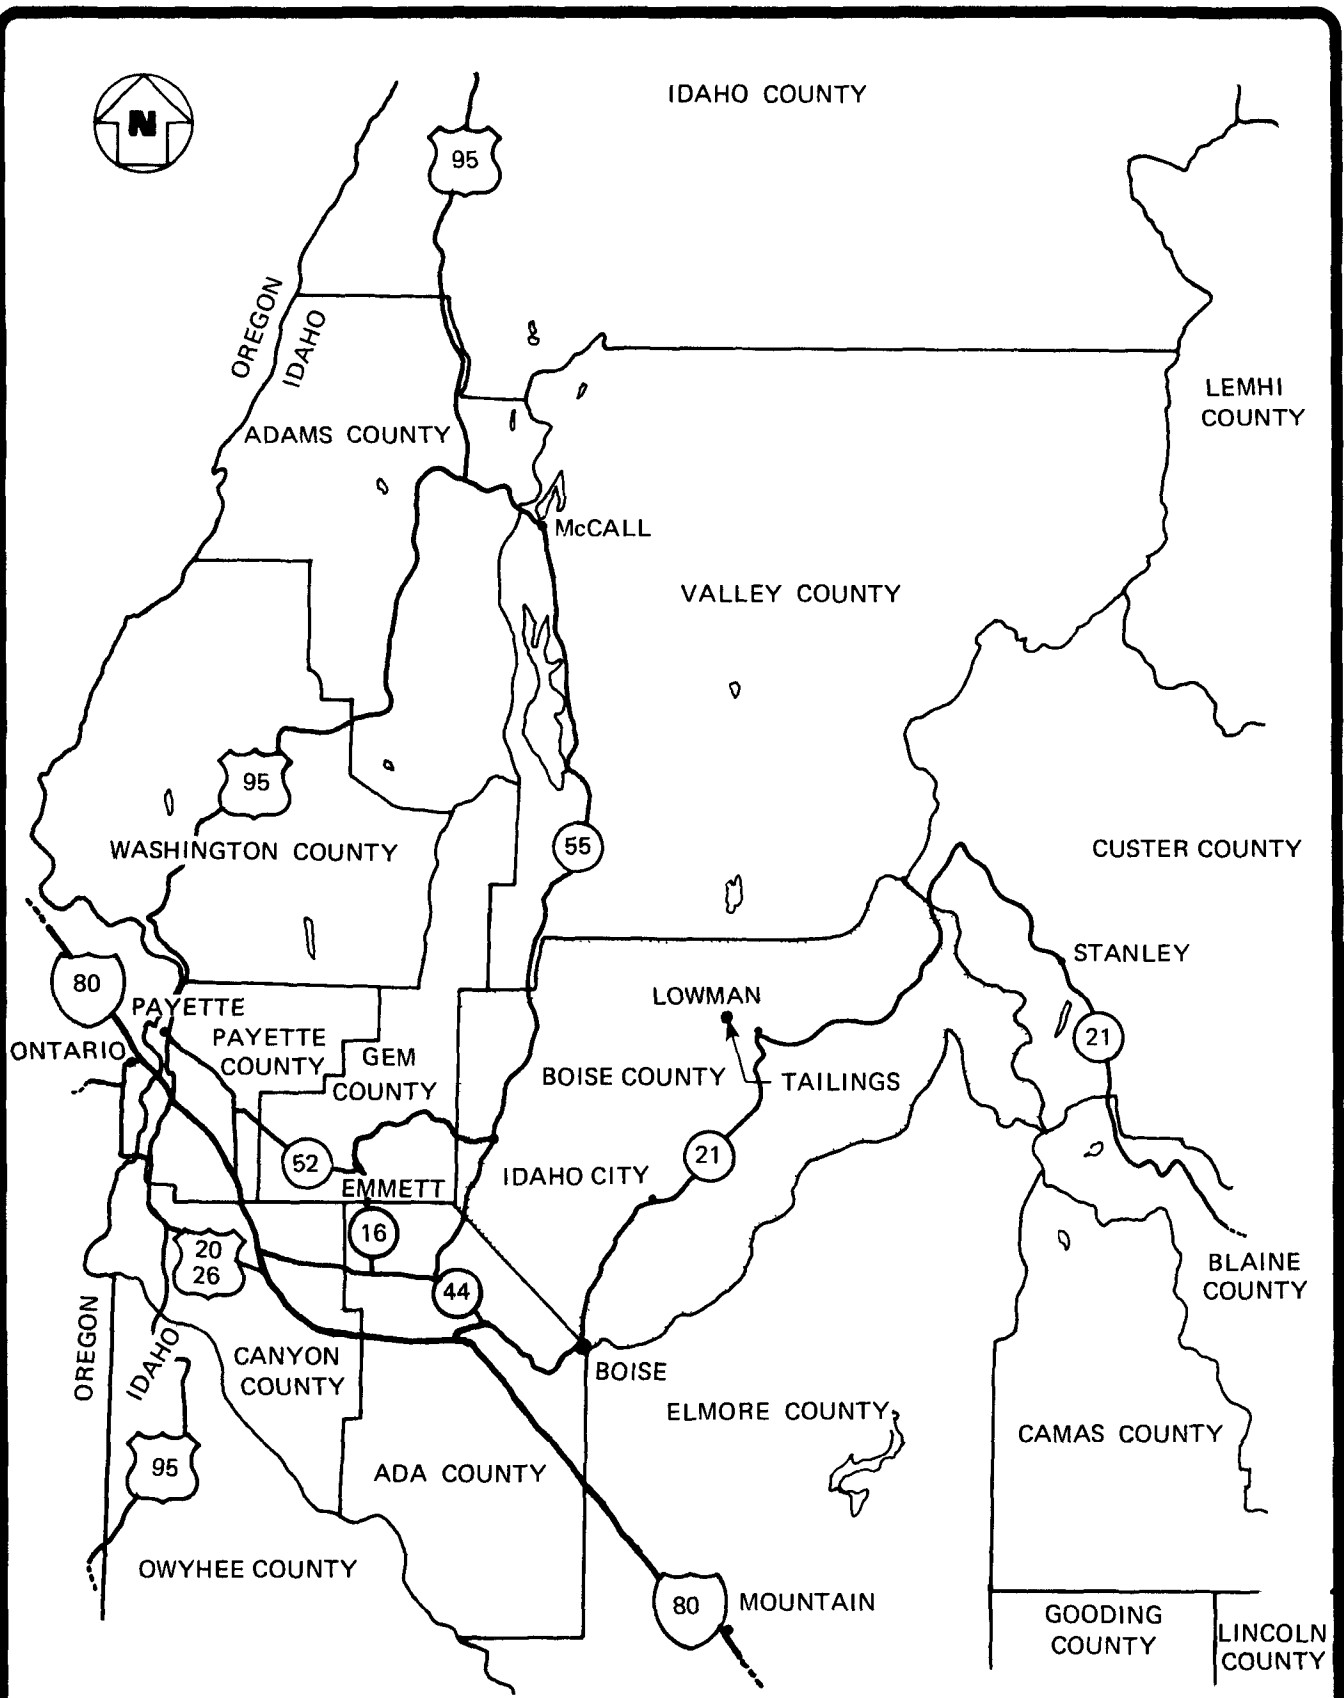 IDAHO COUNTY
N
95
OREGON
IDAHO
LEMHI
COUNTY
ADAMS COUNTY
McCALL
VALLEY COUNTY
95
WASHINGTON COUNTY
55
CUSTER COUNTY
STANLEY
80
PAYETTE
LOWMAN
PAYETTE
COUNTY
ONTARIO
GEM
COUNTY
BOISE COUNTY
TAILINGS
21
52
EMMETT
IDAHO CITY
21
16
20
26
44
BLAINE
COUNTY
OREGON
IDAHO
CANYON
COUNTY
BOISE
ELMORE COUNTY
CAMAS COUNTY
95
ADA COUNTY
OWYHEE COUNTY
80
MOUNTAIN
GOODING
COUNTY
LINCOLN
COUNTY